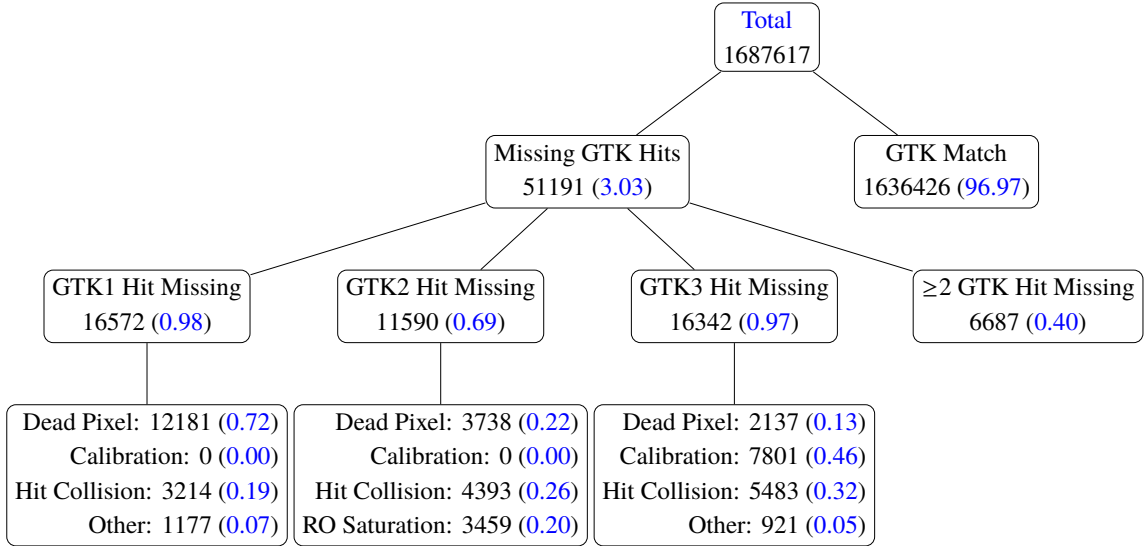 Total
1687617
Missing GTK Hits
51191 (3.03)
GTK Match
1636426 (96.97)
GTK1 Hit Missing
16572 (0.98)
GTK2 Hit Missing
11590 (0.69)
GTK3 Hit Missing
16342 (0.97)
≥2 GTK Hit Missing
6687 (0.40)
Dead Pixel: 12181 (0.72)
Calibration: 0 (0.00)
Hit Collision: 3214 (0.19)
Other: 1177 (0.07)
Dead Pixel: 3738 (0.22)
Calibration: 0 (0.00)
Hit Collision: 4393 (0.26)
RO Saturation: 3459 (0.20)
Dead Pixel: 2137 (0.13)
Calibration: 7801 (0.46)
Hit Collision: 5483 (0.32)
Other: 921 (0.05)